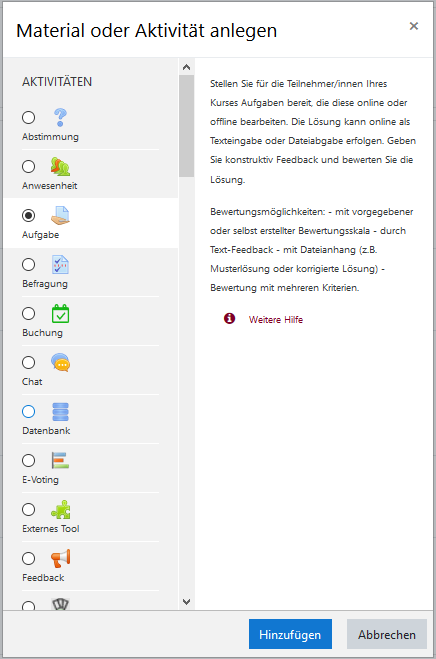 Material oder Aktivität anlegen
×
AKTIVITÄTEN
Abstimmung
Anwesenheit
Aufgabe
Befragung
Buchung
Chat
Datenbank
E-Voting
Externes Tool
Feedback
Stellen Sie für die Teilnehmer/innen Ihres
Kurses Aufgaben bereit, die diese online oder
offline bearbeiten. Die Lösung kann online als
Texteingabe oder Dateiabgabe erfolgen. Geben
Sie konstruktiv Feedback und bewerten Sie die
Lösung.
Bewertungsmöglichkeiten: - mit vorgegebener
oder selbst erstellter Bewertungsskala - durch
Text-Feedback - mit Dateianhang (z.B.
Musterlösung oder korrigierte Lösung) -
Bewertung mit mehreren Kriterien.
Weitere Hilfe
Hinzufügen
Abbrechen